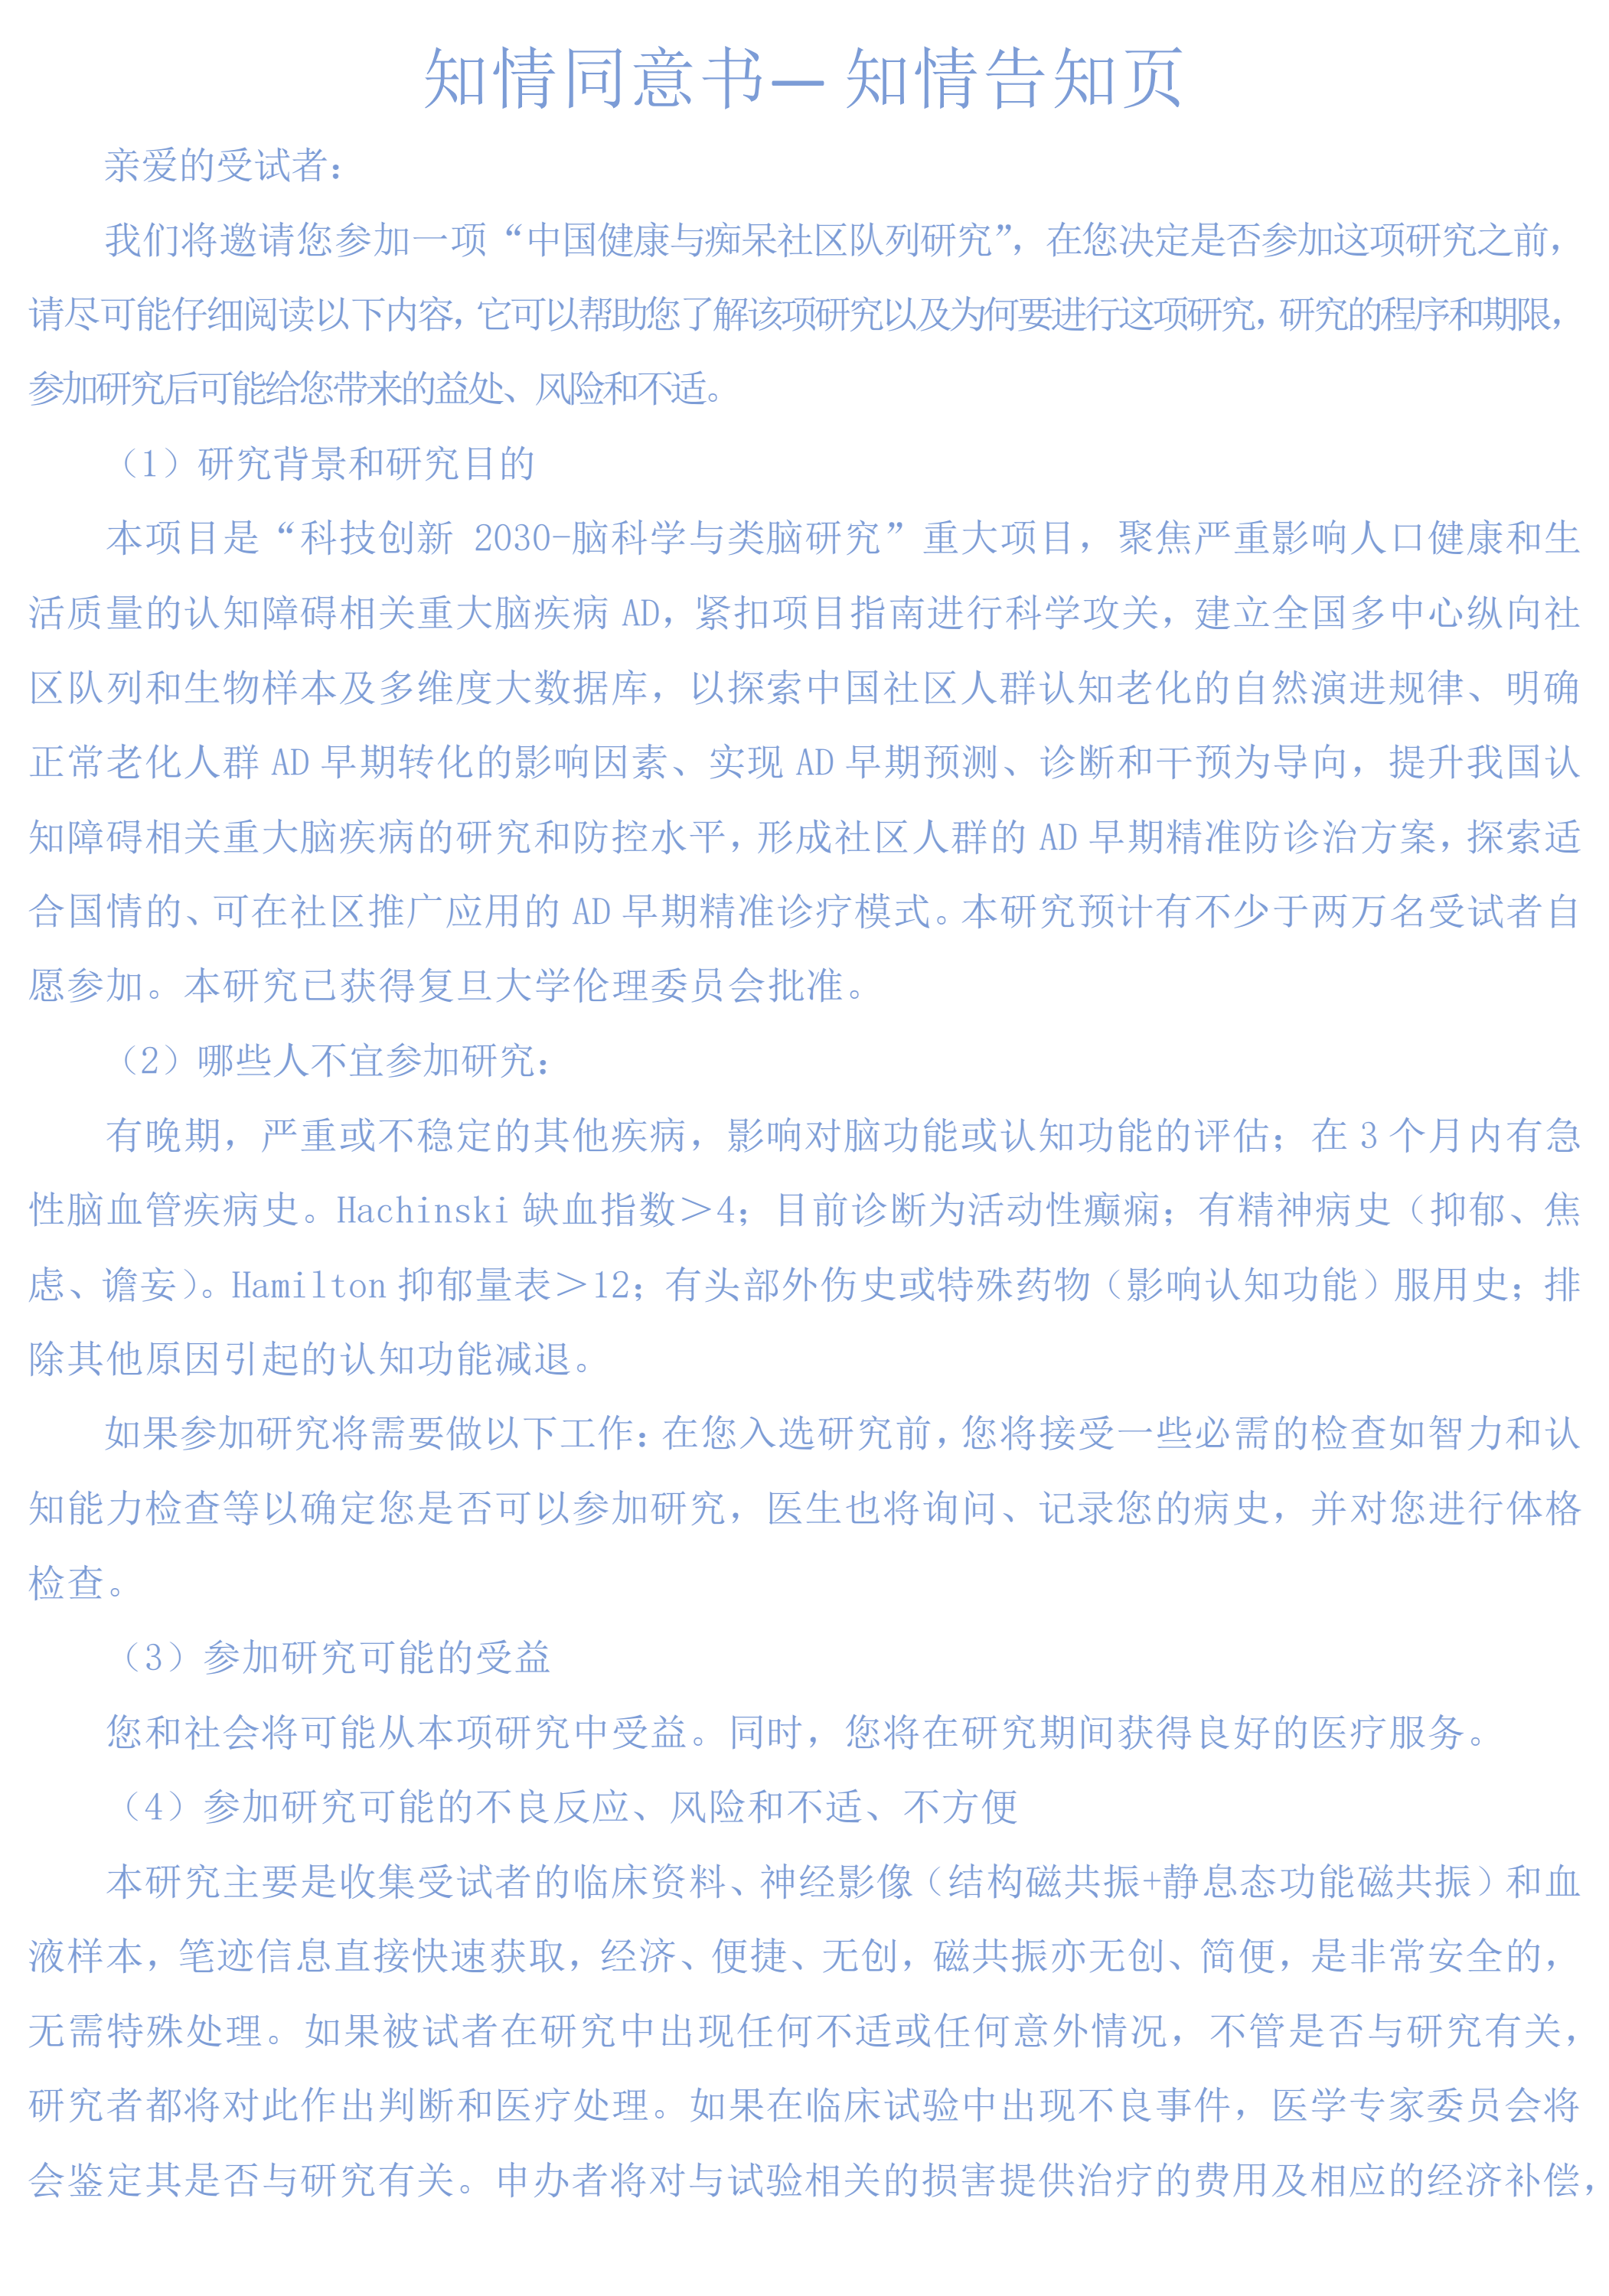 知情同意书— 知情告知页
亲爱的受试者：
我们将邀请您参加一项“中国健康与痴呆社区队列研究”，在您决定是否参加这项研究之前，
请尽可能仔细阅读以下内容，它可以帮助您了解该项研究以及为何要进行这项研究，研究的程序和期限，
参加研究后可能给您带来的益处、风险和不适。
（1）研究背景和研究目的
本项目是“科技创新 2030-脑科学与类脑研究”重大项目，聚焦严重影响人口健康和生
活质量的认知障碍相关重大脑疾病 AD，紧扣项目指南进行科学攻关，建立全国多中心纵向社
区队列和生物样本及多维度大数据库，以探索中国社区人群认知老化的自然演进规律、明确
正常老化人群 AD 早期转化的影响因素、实现 AD 早期预测、诊断和干预为导向，提升我国认
知障碍相关重大脑疾病的研究和防控水平，形成社区人群的 AD 早期精准防诊治方案，探索适
合国情的、可在社区推广应用的 AD 早期精准诊疗模式。本研究预计有不少于两万名受试者自
愿参加。本研究已获得复旦大学伦理委员会批准。
（2）哪些人不宜参加研究：
有晚期，严重或不稳定的其他疾病，影响对脑功能或认知功能的评估；在 3 个月内有急
性脑血管疾病史。Hachinski 缺血指数＞4；目前诊断为活动性癫痫；有精神病史（抑郁、焦
虑、谵妄）。Hamilton 抑郁量表＞12；有头部外伤史或特殊药物（影响认知功能）服用史；排
除其他原因引起的认知功能减退。
如果参加研究将需要做以下工作：在您入选研究前，您将接受一些必需的检查如智力和认
知能力检查等以确定您是否可以参加研究，医生也将询问、记录您的病史，并对您进行体格
检查。
（3）参加研究可能的受益
您和社会将可能从本项研究中受益。同时，您将在研究期间获得良好的医疗服务。
（4）参加研究可能的不良反应、风险和不适、不方便
本研究主要是收集受试者的临床资料、神经影像（结构磁共振+静息态功能磁共振）和血
液样本，笔迹信息直接快速获取，经济、便捷、无创，磁共振亦无创、简便，是非常安全的，
无需特殊处理。如果被试者在研究中出现任何不适或任何意外情况，不管是否与研究有关，
研究者都将对此作出判断和医疗处理。如果在临床试验中出现不良事件，医学专家委员会将
会鉴定其是否与研究有关。申办者将对与试验相关的损害提供治疗的费用及相应的经济补偿，